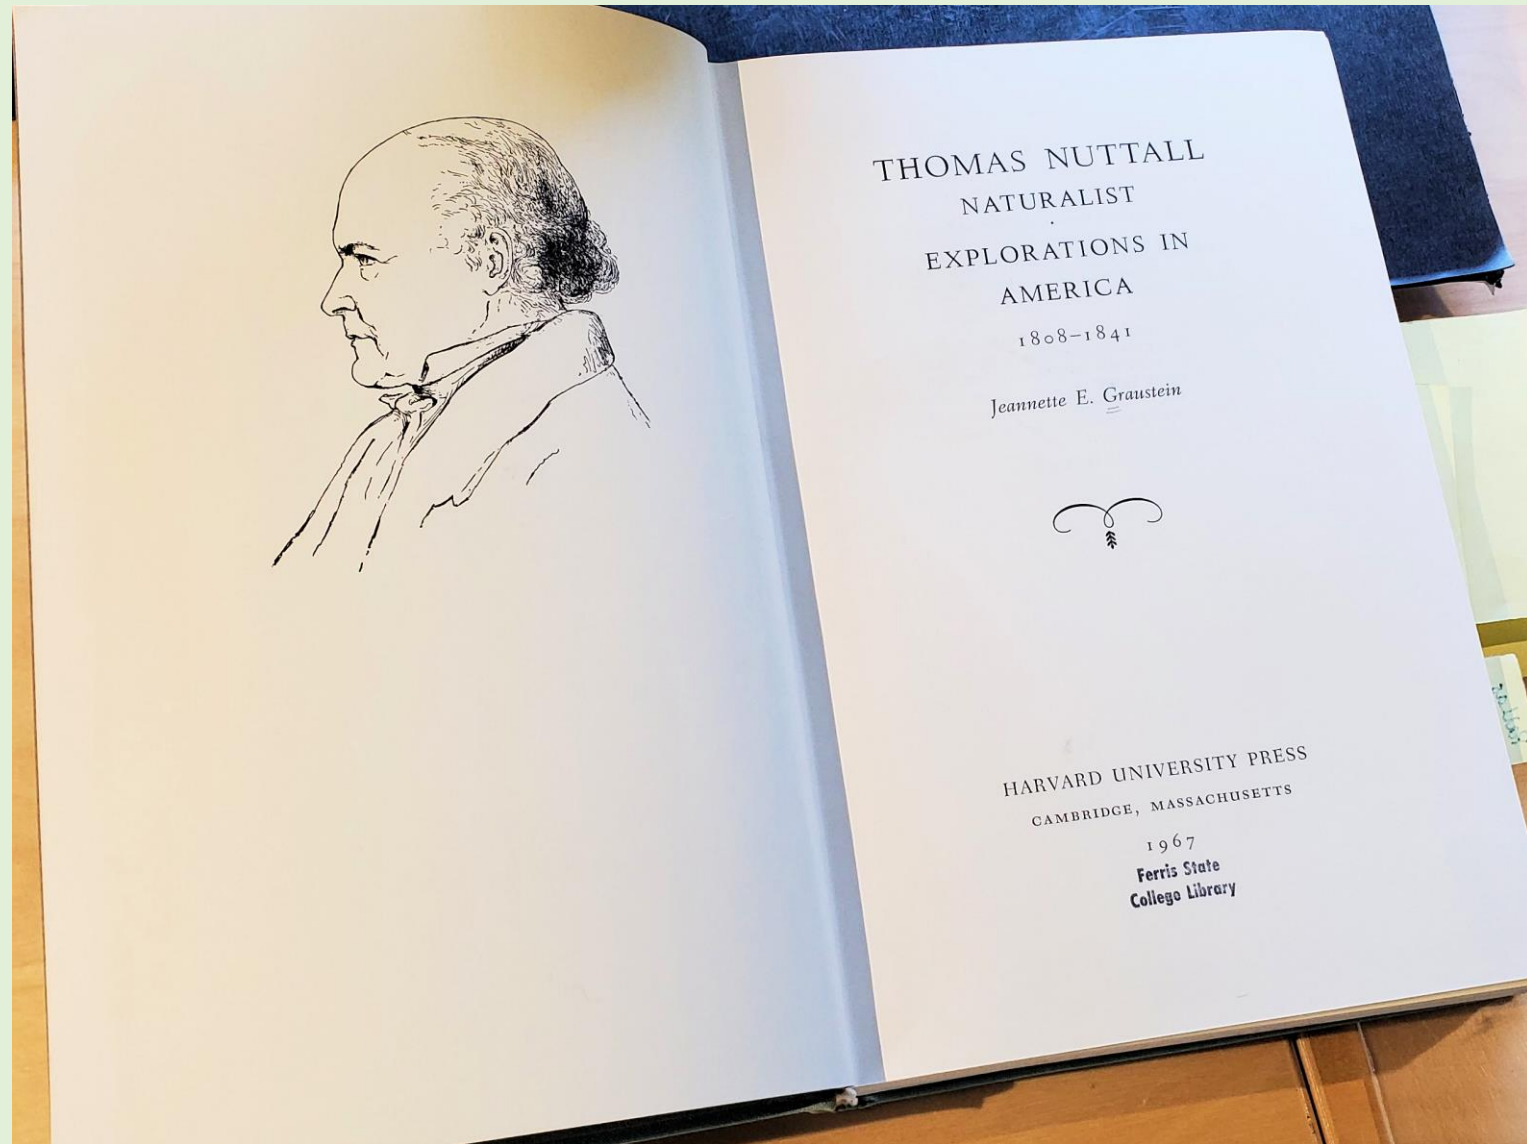 THOMAS NUTTALL
NATURALIST
EXPLORATIONS IN
AMERICA
1808–1841
Jeannette E. Graustein
HARVARD UNIVERSITY PRESS
CAMBRIDGE, MASSACHUSETTS
1967
Ferris State
College Library